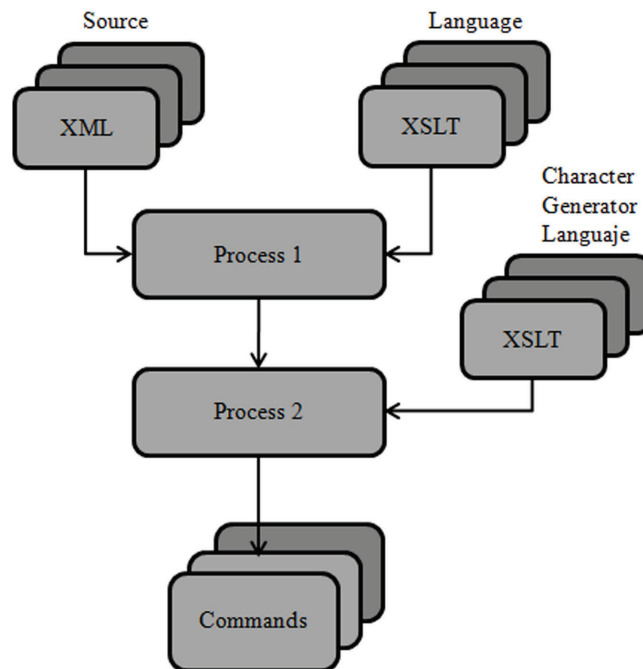 Source
Language
XML
XSLT
Character
Generator
Languaje
Process 1
XSLT
Process 2
Commands